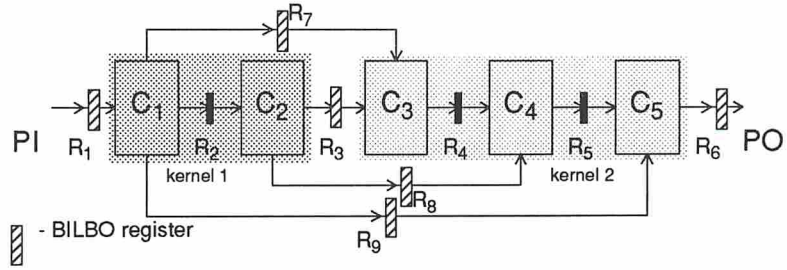 R7
C1 C2 C3 C4 C5
PI R1 R2 R3 R4 R5 R6 PO
kernel 1 kernel 2
R8
- BILBO register R9